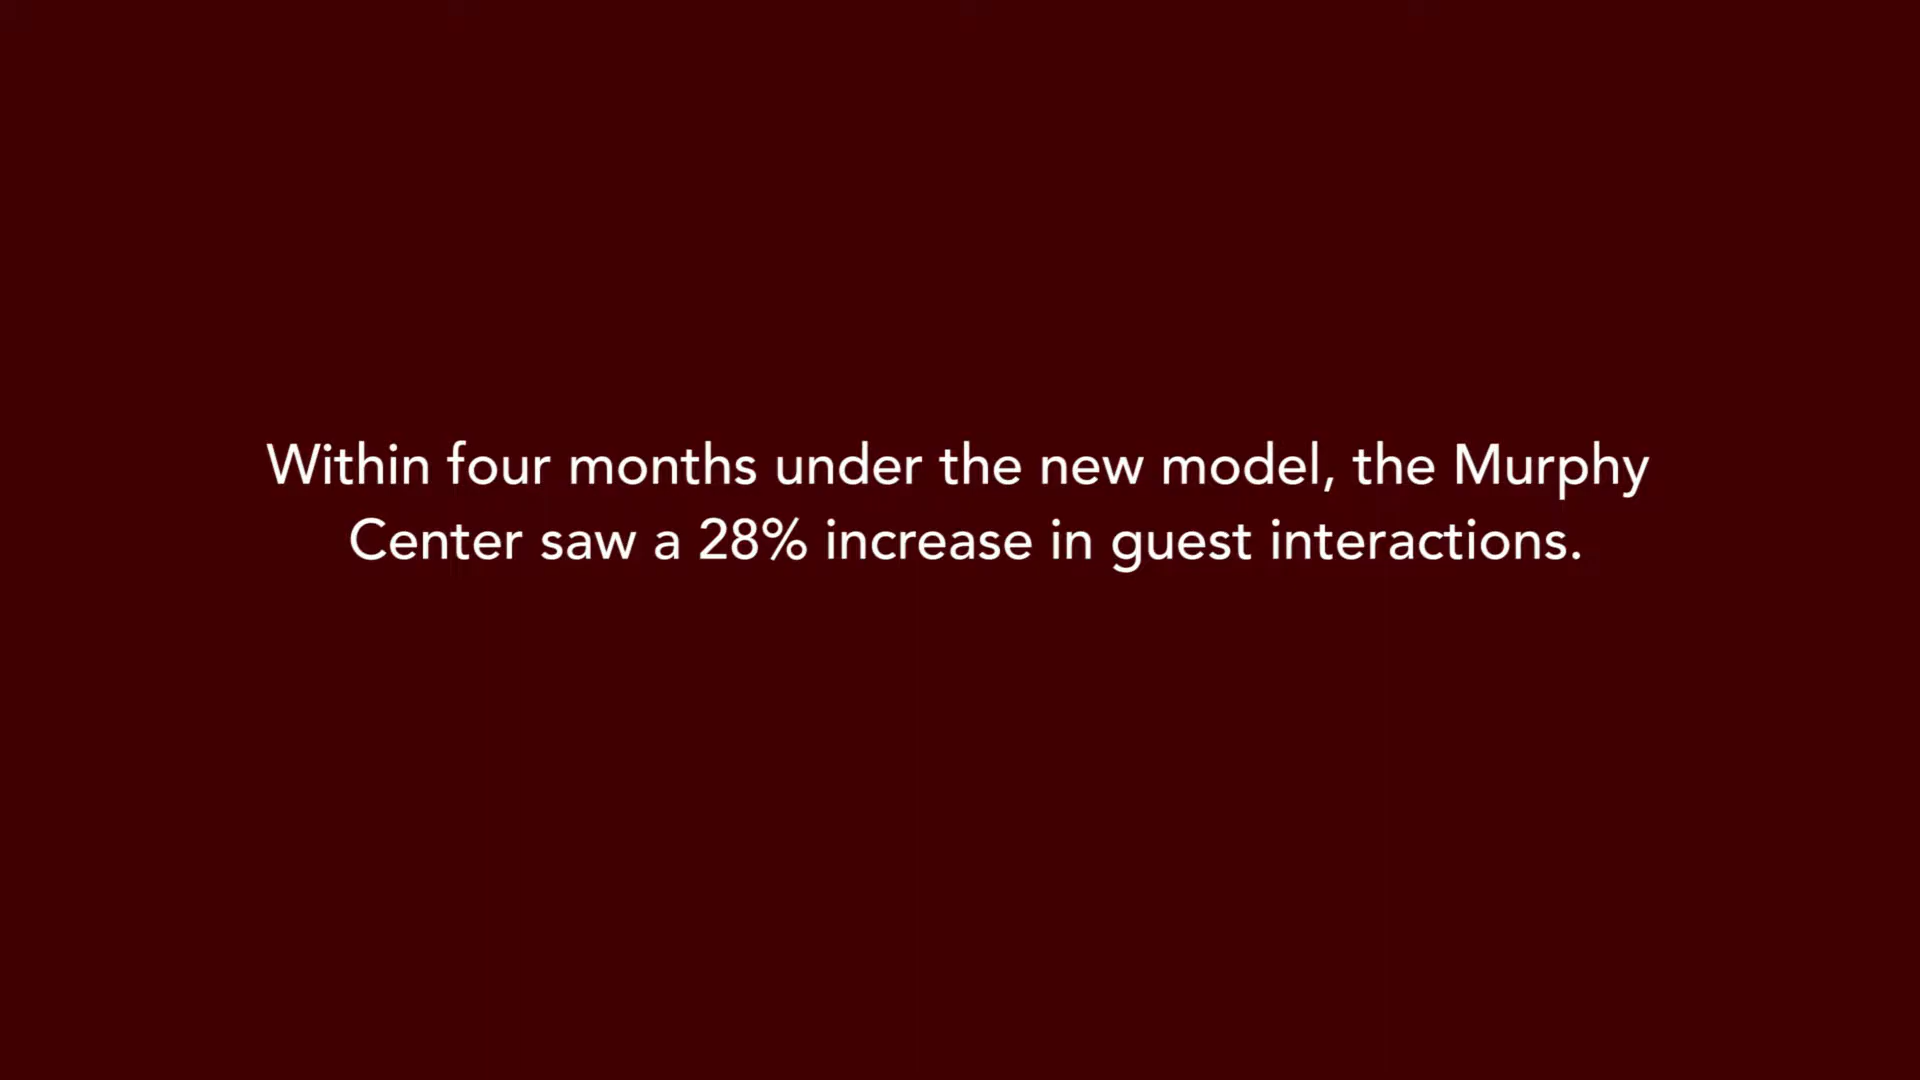 Within four months under the new model, the Murphy
Center saw a 28% increase in guest interactions.